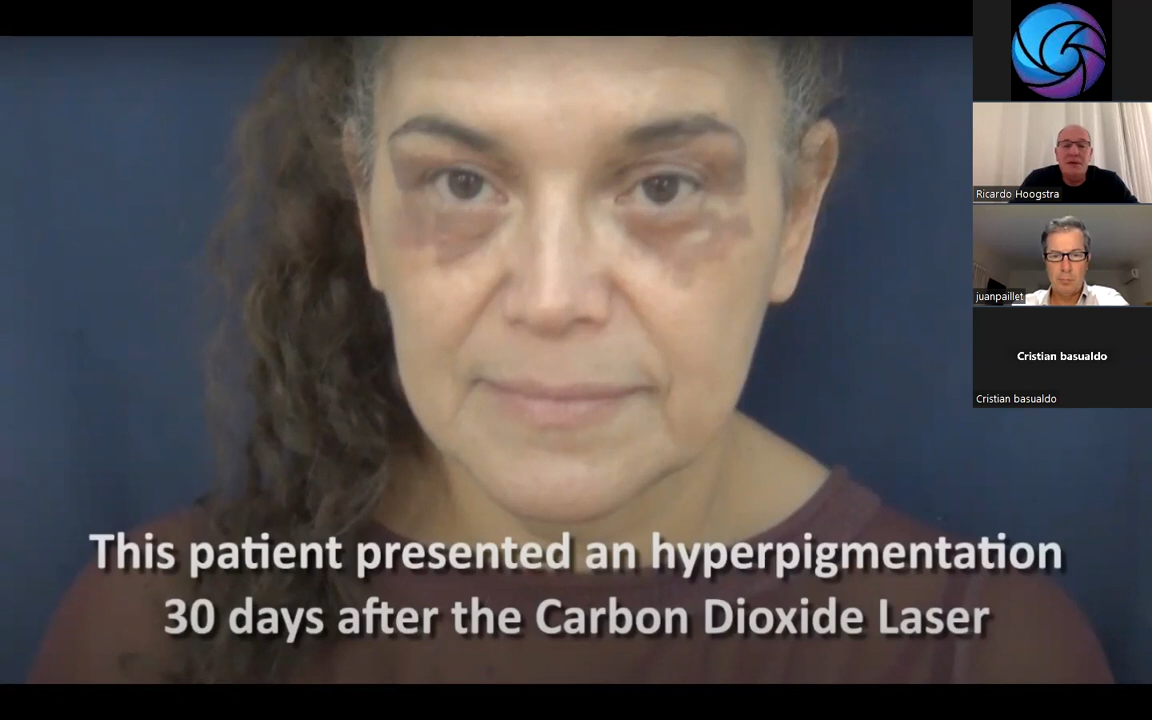 This patient presented an hyperpigmentation
30 days after the Carbon Dioxide Laser
Ricardo Hoogstra
juanpaillet
Cristian basualdo
Cristian basualdo